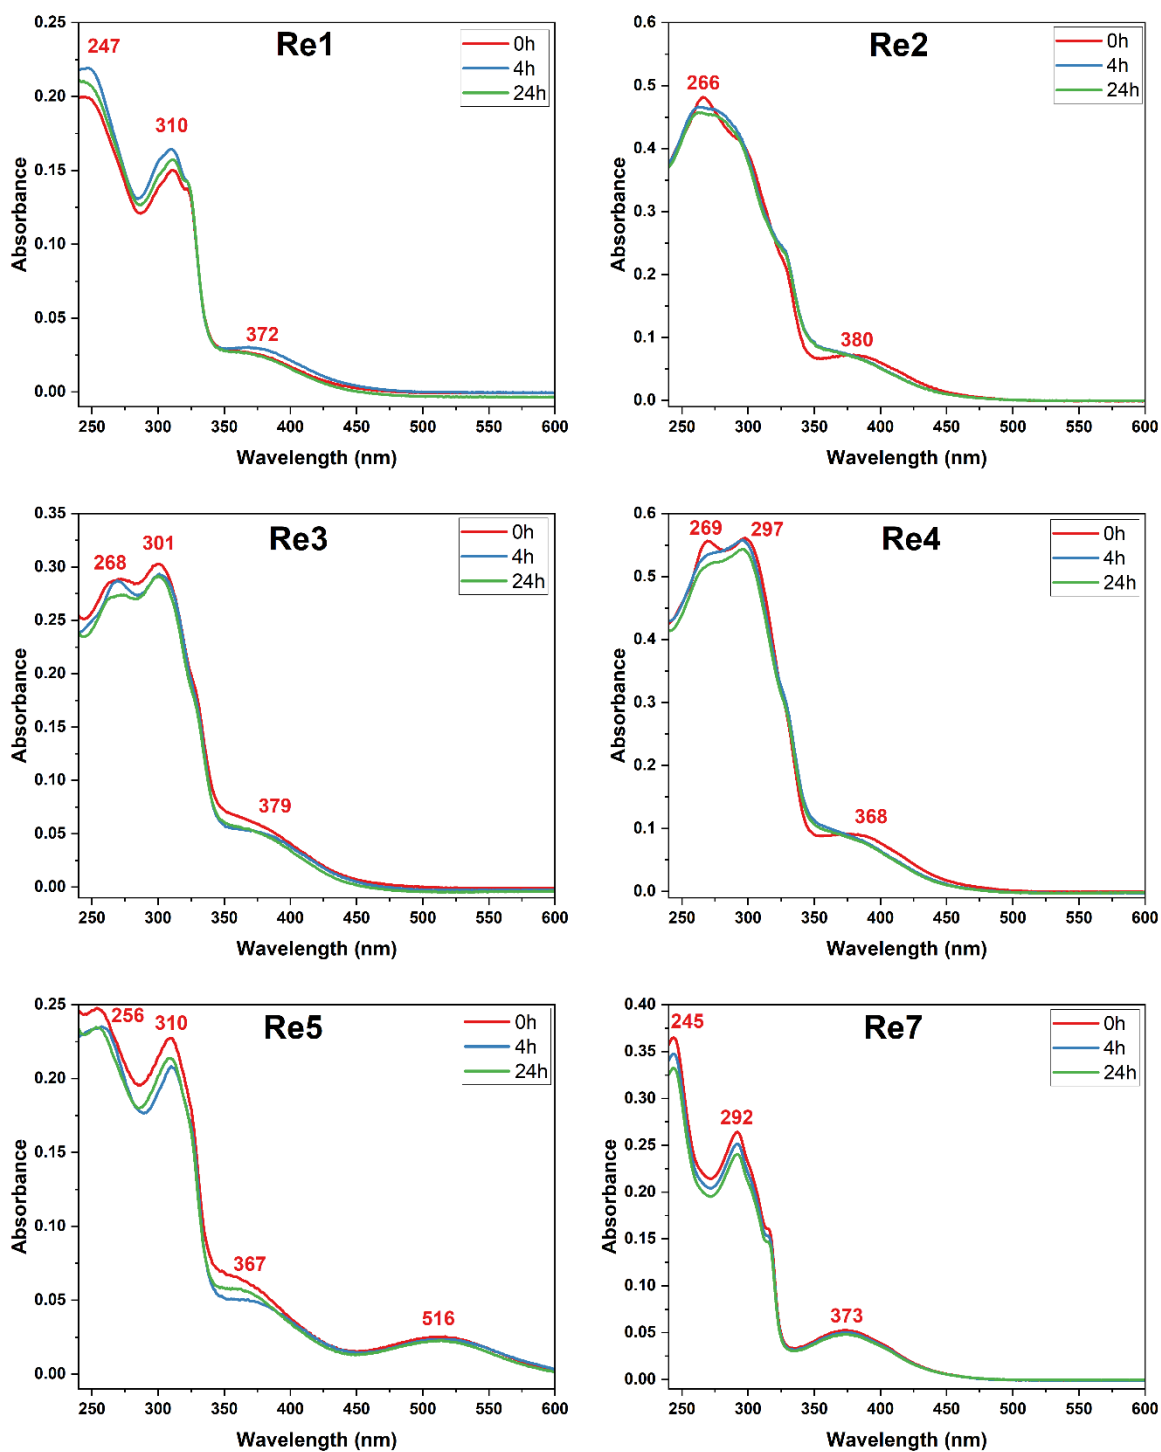 Re1
0h
4h
24h
247
310
372
0.25
0.20
0.15
0.10
0.05
0.00
250 300 350 400 450 500 550 600
Absorbance
Wavelength (nm)
Re2
0h
4h
24h
266
380
0.6
0.5
0.4
0.3
0.2
0.1
0.0
250 300 350 400 450 500 550 600
Absorbance
Wavelength (nm)
Re3
0h
4h
24h
268
301
379
0.35
0.30
0.25
0.20
0.15
0.10
0.05
0.00
250 300 350 400 450 500 550 600
Absorbance
Wavelength (nm)
Re4
0h
4h
24h
269
297
368
0.6
0.5
0.4
0.3
0.2
0.1
0.0
250 300 350 400 450 500 550 600
Absorbance
Wavelength (nm)
Re5
0h
4h
24h
256
310
367
516
0.25
0.20
0.15
0.10
0.05
0.00
250 300 350 400 450 500 550 600
Absorbance
Wavelength (nm)
Re7
0h
4h
24h
245
292
373
0.40
0.35
0.30
0.25
0.20
0.15
0.10
0.05
0.00
250 300 350 400 450 500 550 600
Absorbance
Wavelength (nm)